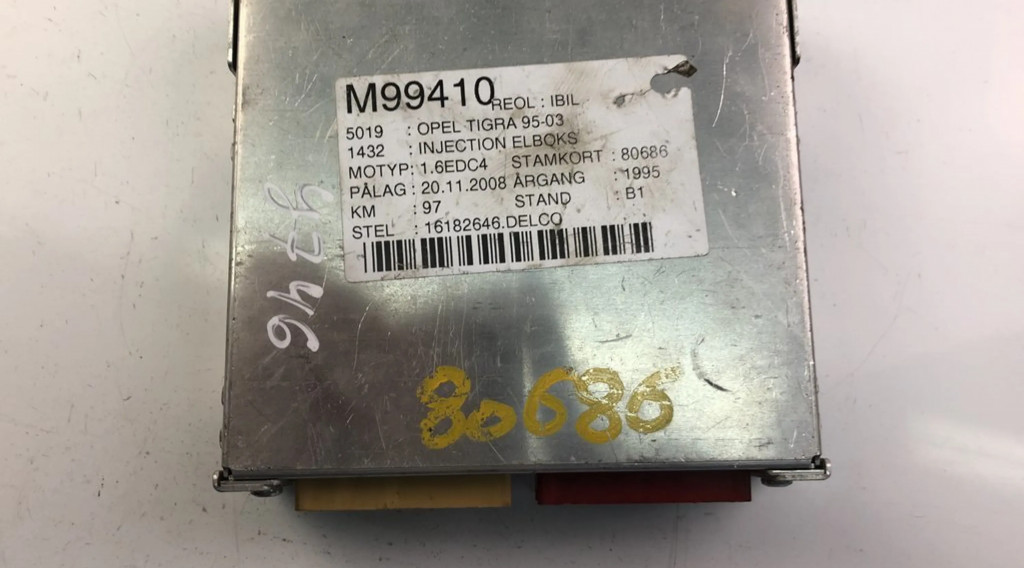 M99410 REOL : IBIL
5019 : OPEL TIGRA 95-03
1432 : INJECTION ELBOKS
MOTYP: 1.6EDC4 STAMKORT : 80686
PÅLAG : 20.11.2008 ÅRGANG : 1995
KM : 97 STAND : B1
STEL : 16182646.DELCO
80686